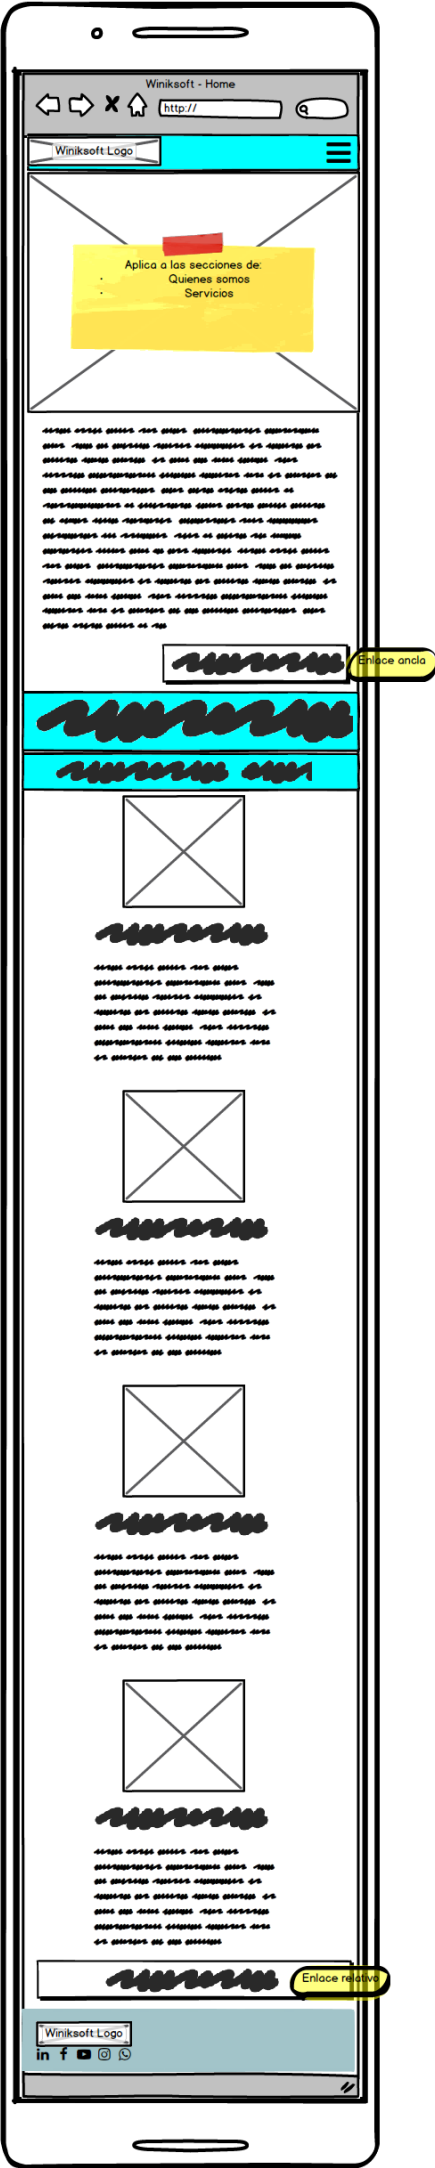 Winiksoft - Home
http://
Winiksoft Logo
Aplica a las secciones de:
· Quienes somos
· Servicios
Enlace ancla
Enlace relativo
Winiksoft Logo